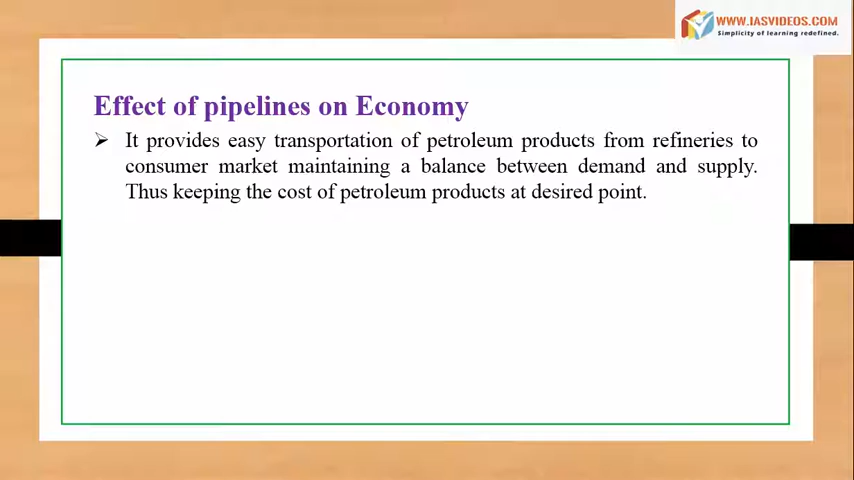 WWW.IASVIDEOS.COM
Simplicity of learning redefined.
Effect of pipelines on Economy
➢ It provides easy transportation of petroleum products from refineries to
consumer market maintaining a balance between demand and supply.
Thus keeping the cost of petroleum products at desired point.